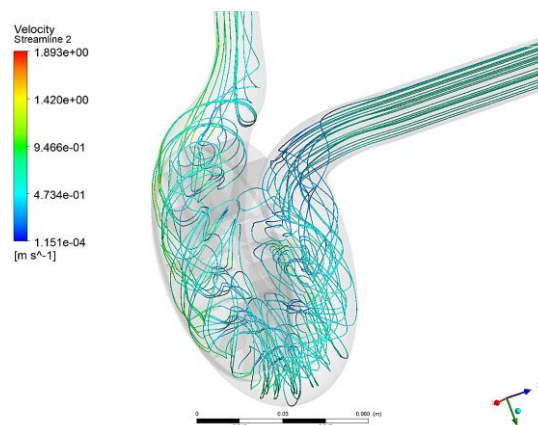 Velocity
Streamline 2
1.893e+00
1.420e+00
9.466e-01
4.734e-01
1.151e-04
[m s^-1]
0 0.03 0.060 (m)